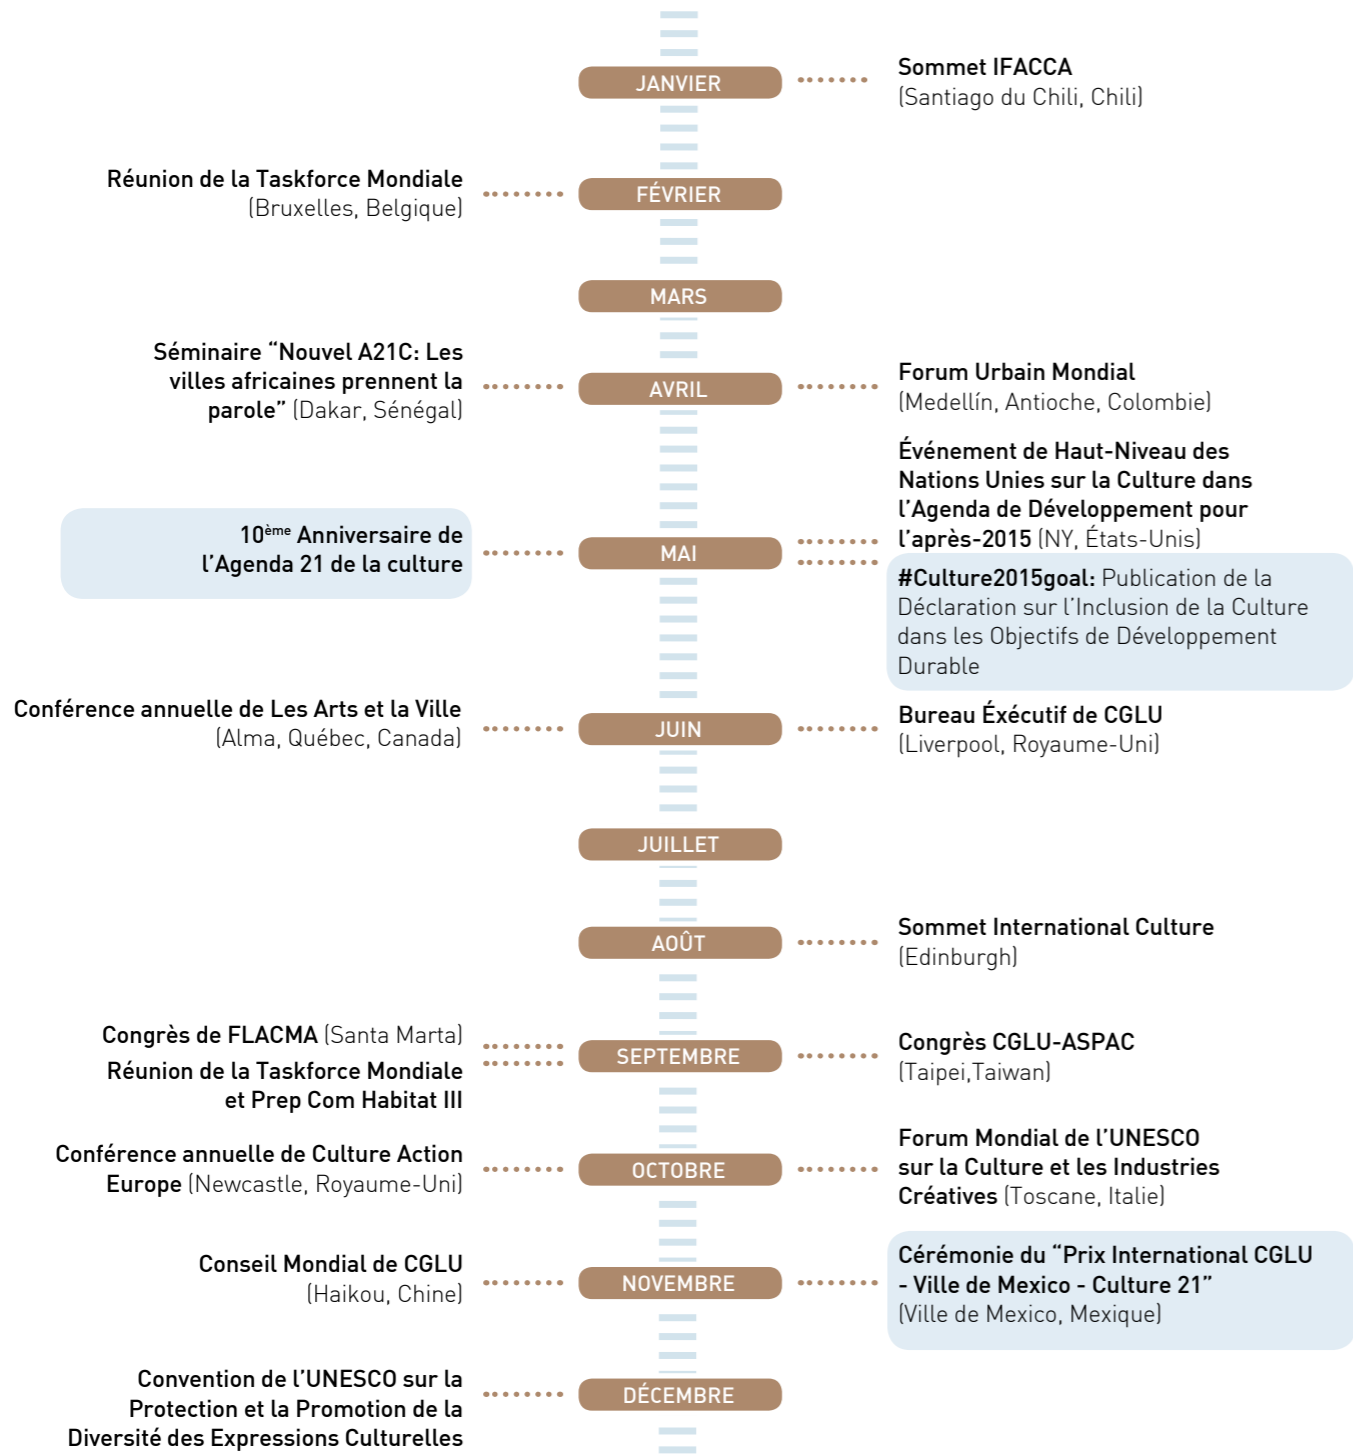 JANVIER
Sommet IFACCA
(Santiago du Chili, Chili)
Réunion de la Taskforce Mondiale
(Bruxelles, Belgique)
FÉVRIER
MARS
Séminaire “Nouvel A21C: Les
villes africaines prennent la
parole” (Dakar, Sénégal)
AVRIL
Forum Urbain Mondial
(Medellín, Antioche, Colombie)
10ème Anniversaire de
l’Agenda 21 de la culture
MAI
Événement de Haut-Niveau des
Nations Unies sur la Culture dans
l’Agenda de Développement pour
l’après-2015 (NY, États-Unis)
#Culture2015goal: Publication de la
Déclaration sur l’Inclusion de la Culture
dans les Objectifs de Développement
Durable
Conférence annuelle de Les Arts et la Ville
(Alma, Québec, Canada)
JUIN
Bureau Éxécutif de CGLU
(Liverpool, Royaume-Uni)
JUILLET
AOÛT
Sommet International Culture
(Edinburgh)
Congrès de FLACMA (Santa Marta)
Réunion de la Taskforce Mondiale
et Prep Com Habitat III
SEPTEMBRE
Congrès CGLU-ASPAC
(Taipei,Taiwan)
Conférence annuelle de Culture Action
Europe (Newcastle, Royaume-Uni)
OCTOBRE
Forum Mondial de l’UNESCO
sur la Culture et les Industries
Créatives (Toscane, Italie)
Conseil Mondial de CGLU
(Haikou, Chine)
NOVEMBRE
Cérémonie du “Prix International CGLU
- Ville de Mexico - Culture 21”
(Ville de Mexico, Mexique)
Convention de l’UNESCO sur la
Protection et la Promotion de la
Diversité des Expressions Culturelles
DÉCEMBRE